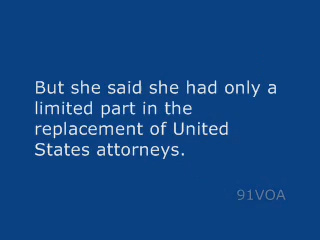 But she said she had only a
limited part in the
replacement of United
States attorneys.
91VOA